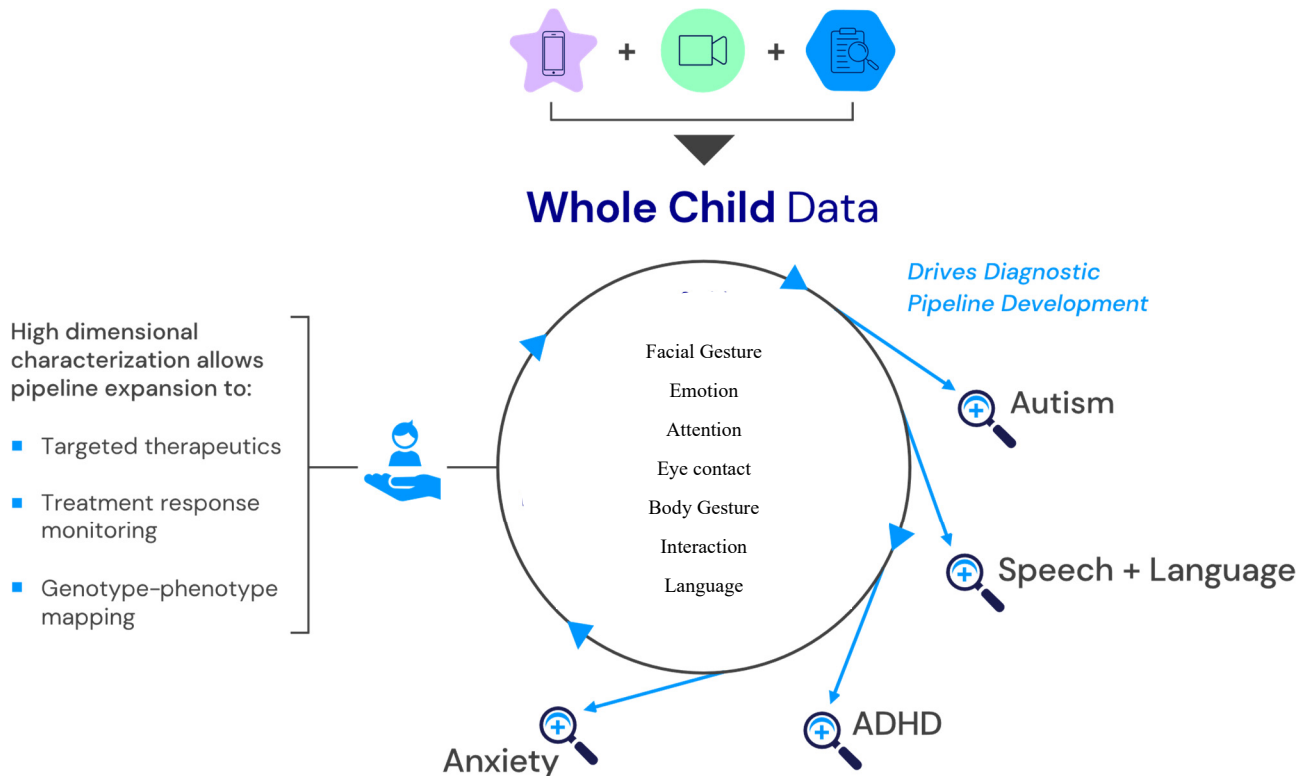 + +
Whole Child Data
Drives Diagnostic
Pipeline Development
High dimensional
characterization allows
pipeline expansion to:
Targeted therapeutics
Treatment response
monitoring
Genotype-phenotype
mapping
Facial Gesture
Emotion
Attention
Eye contact
Body Gesture
Interaction
Language
Autism
Speech + Language
ADHD
Anxiety